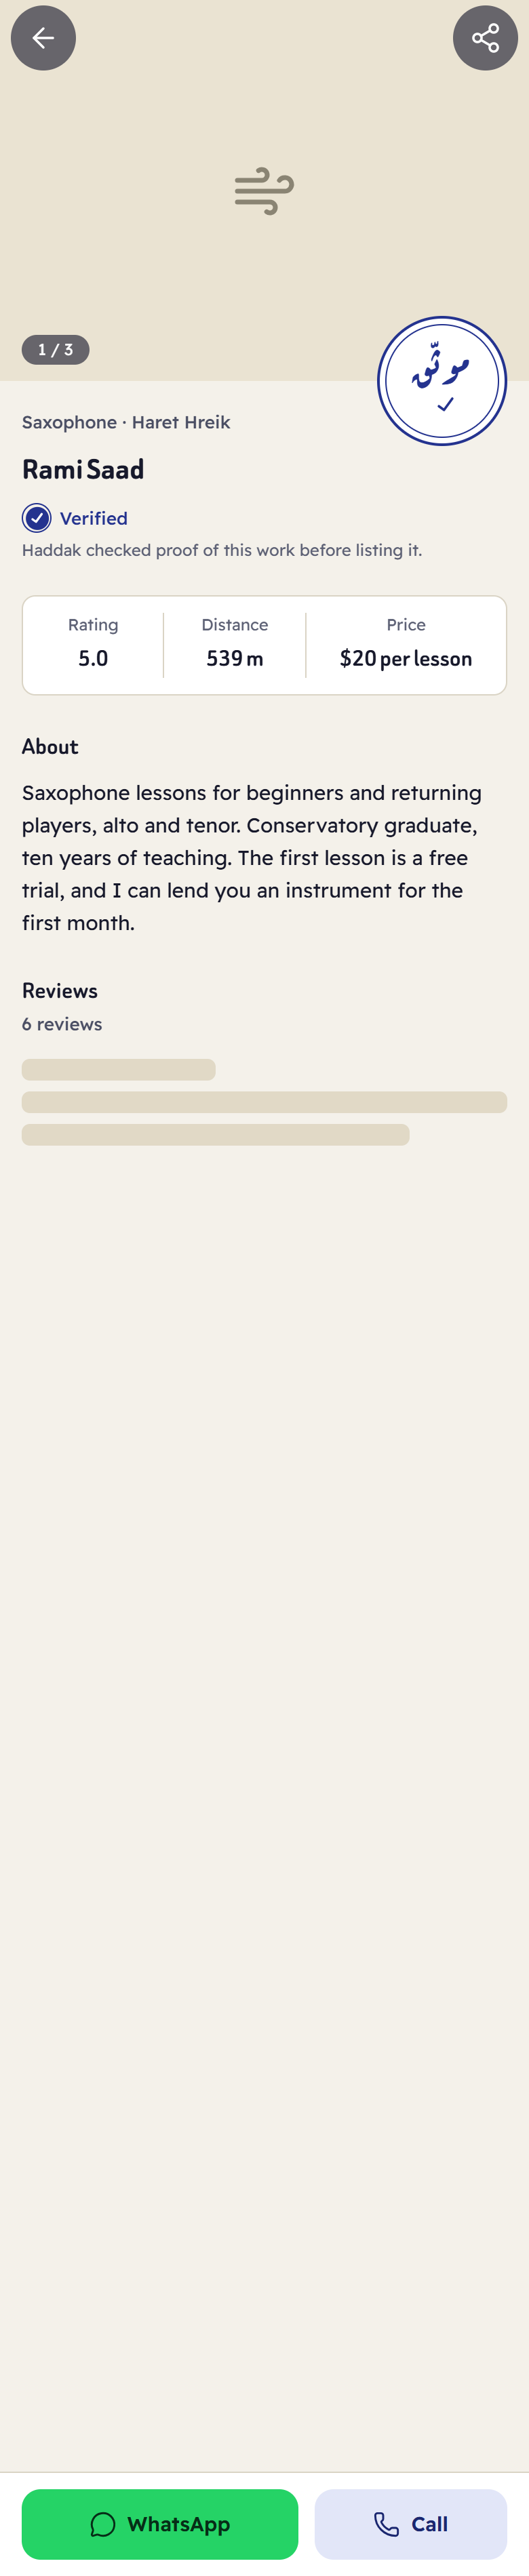 1 / 3
موثّق
Saxophone · Haret Hreik
Rami Saad
Verified
Haddak checked proof of this work before listing it.
Rating
Distance
Price
5.0
539 m
$20 per lesson
About
Saxophone lessons for beginners and returning
players, alto and tenor. Conservatory graduate,
ten years of teaching. The first lesson is a free
trial, and I can lend you an instrument for the
first month.
Reviews
6 reviews
WhatsApp
Call